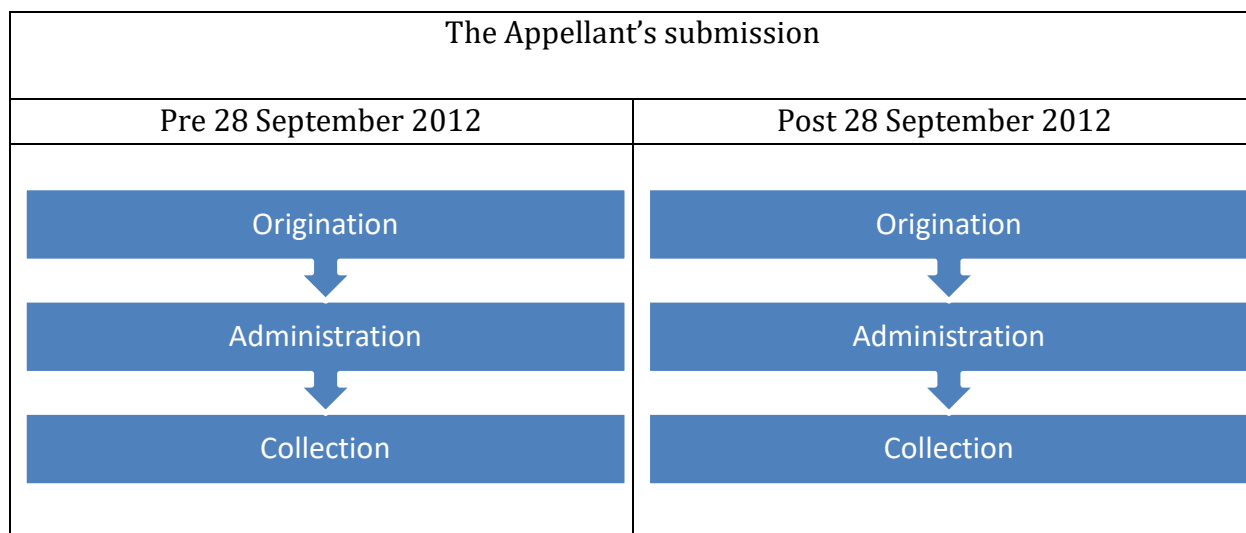 The Appellant’s submission
Pre 28 September 2012
Post 28 September 2012
Origination
Administration
Collection
Origination
Administration
Collection